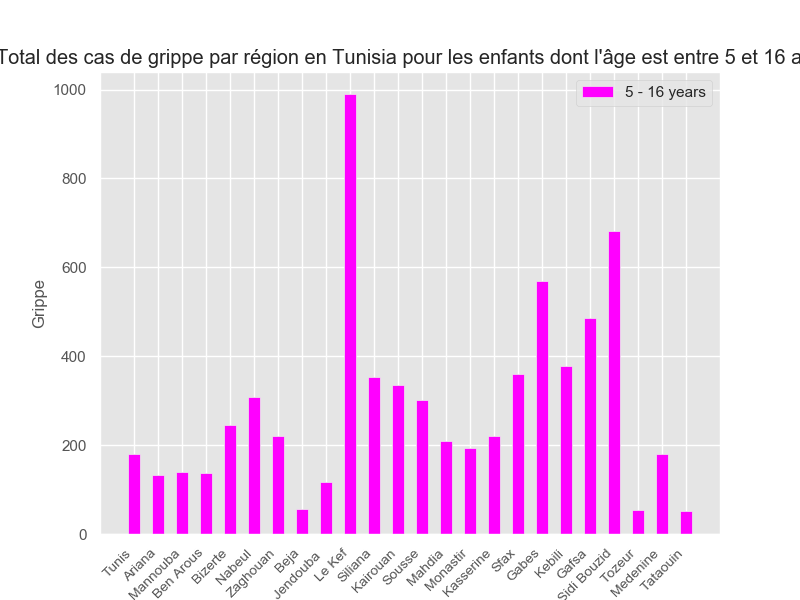 Total des cas de grippe par région en Tunisia pour les enfants dont l'âge est entre 5 et 16 a
5 - 16 years
1000
800
600
400
200
0
Grippe
Tunis
Ariana
Mannouba
Ben Arous
Bizerte
Nabeul
Zaghouan
Beja
Jendouba
Le Kef
Siliana
Kairouan
Sousse
Mahdia
Monastir
Kasserine
Sfax
Gabes
Kebili
Gafsa
Sidi Bouzid
Tozeur
Medenine
Tataouin